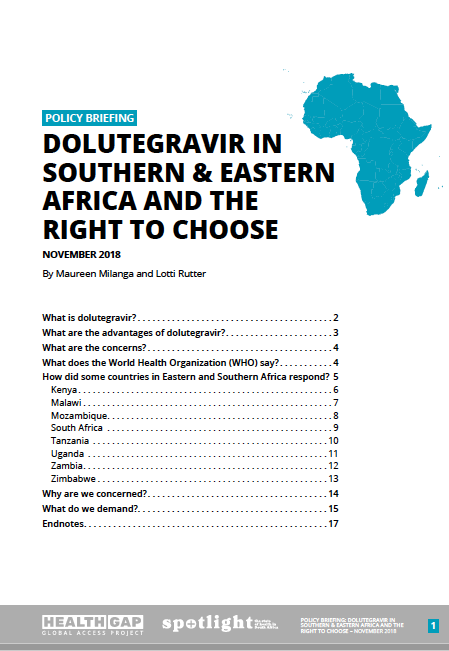 POLICY BRIEFING
DOLUTEGRAVIR IN
SOUTHERN & EASTERN
AFRICA AND THE
RIGHT TO CHOOSE
NOVEMBER 2018
By Maureen Milanga and Lotti Rutter
What is dolutegravir? 2
What are the advantages of dolutegravir? 3
What are the concerns? 4
What does the World Health Organization (WHO) say? 4
How did some countries in Eastern and Southern Africa respond? 5
Kenya 6
Malawi 7
Mozambique 8
South Africa 9
Tanzania 10
Uganda 11
Zambia 12
Zimbabwe 13
Why are we concerned? 14
What do we demand? 15
Endnotes 17
HEALTH GAP
GLOBAL ACCESS PROJECT
spotlight
POLICY BRIEFING: DOLUTEGRAVIR IN
SOUTHERN & EASTERN AFRICA AND THE
RIGHT TO CHOOSE – NOVEMBER 2018
1